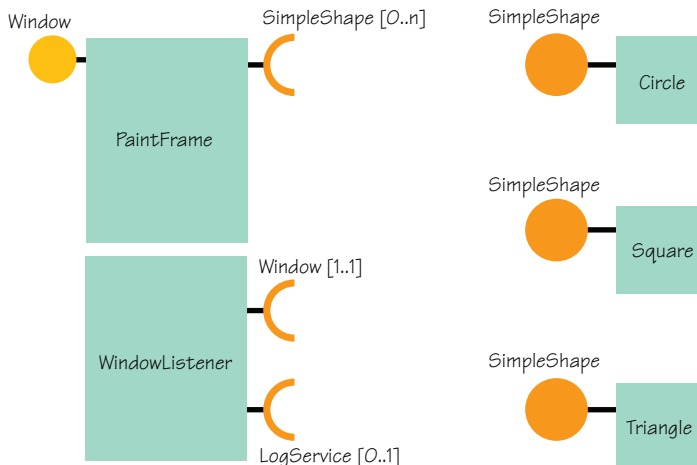 Window
SimpleShape [0..n]
SimpleShape
PaintFrame
Circle
SimpleShape
Square
Window [1..1]
WindowListener
SimpleShape
Triangle
LogService [0..1]